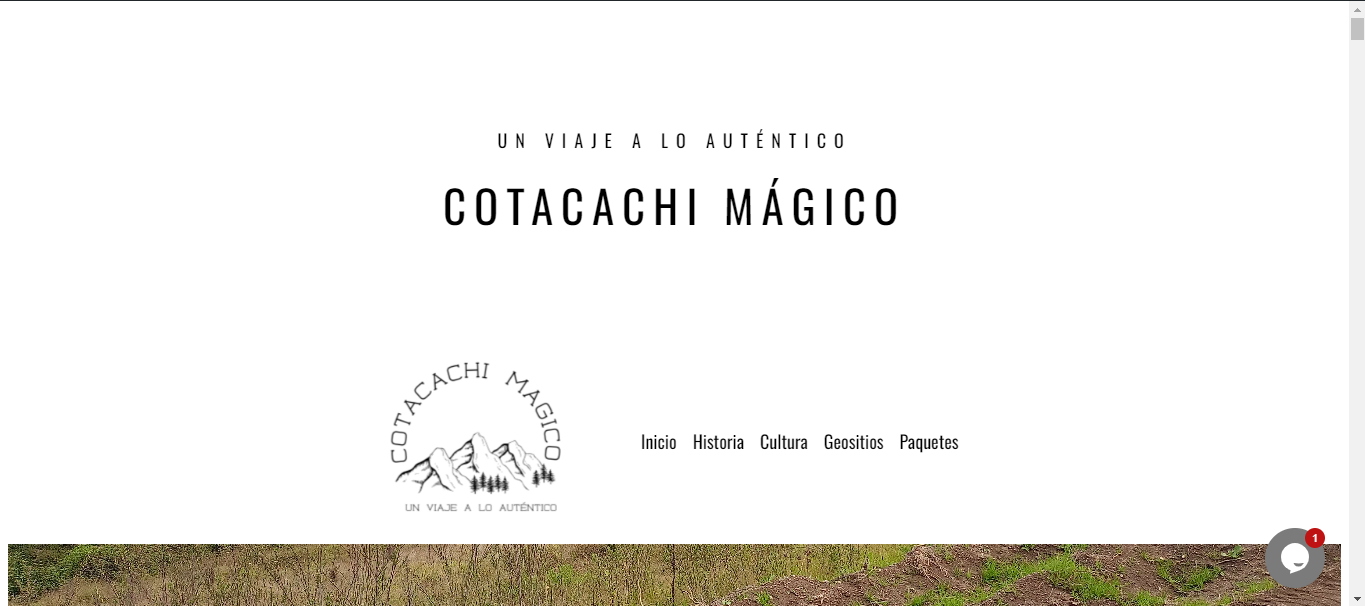 UN VIAJE A LO AUTÉNTICO
COTACACHI MÁGICO
COTACACHI MAGICO
UN VIAJE A LO AUTÉNTICO
Inicio Historia Cultura Geositios Paquetes
1